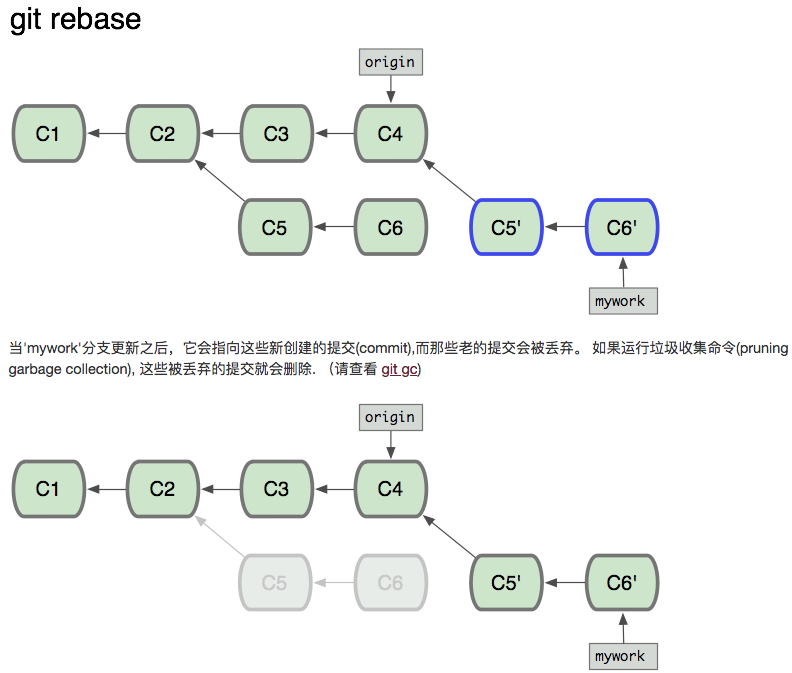 git rebase
origin
C1 C2 C3 C4
C5 C6 C5' C6'
mywork
当'mywork'分支更新之后，它会指向这些新创建的提交(commit),而那些老的提交会被丢弃。 如果运行垃圾收集命令(pruning
garbage collection), 这些被丢弃的提交就会删除. （请查看 git gc)
origin
C1 C2 C3 C4
C5 C6 C5' C6'
mywork